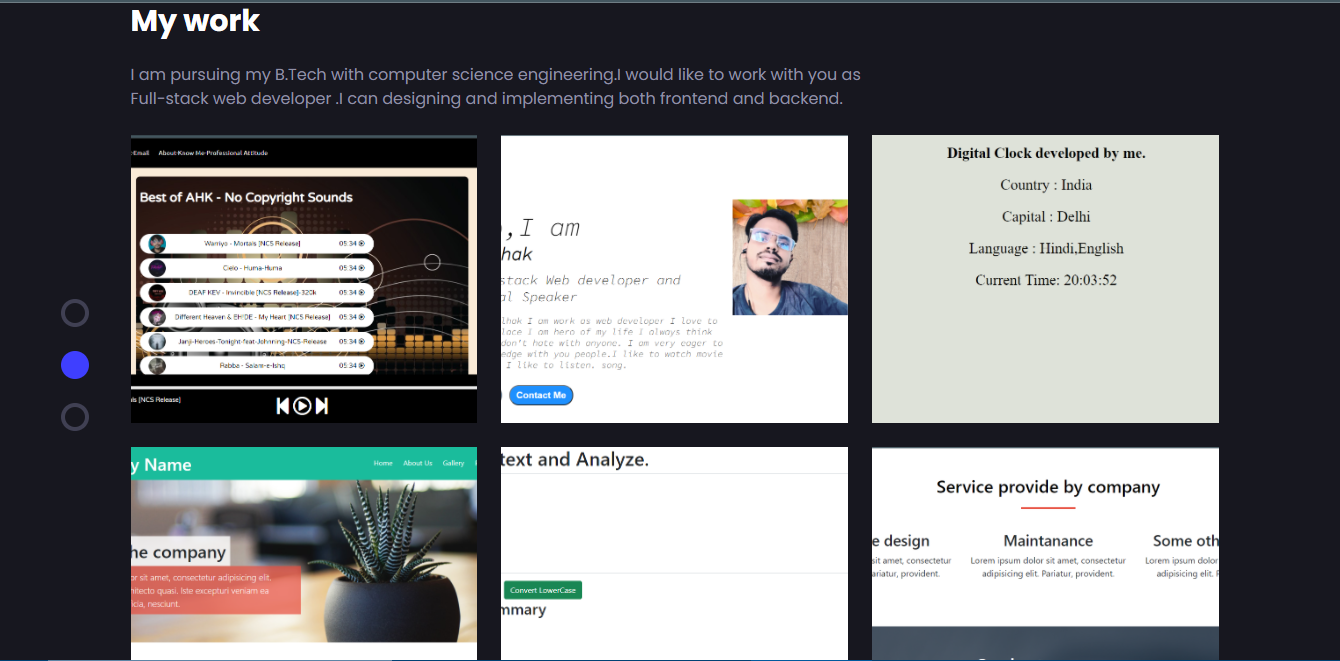 My work
I am pursuing my B.Tech with computer science engineering.I would like to work with you as
Full-stack web developer .I can designing and implementing both frontend and backend.
Email About-Know Me-Professional Attitude
Best of AHK - No Copyright Sounds
Warriyo - Mortals [NCS Release] 05:34
Cielo - Huma-Huma 05:34
DEAF KEV - Invincible [NCS Release]-320k 05:34
Different Heaven & EH!DE - My Heart [NCS Release] 05:34
Janji-Heroes-Tonight-feat-Johnning-NCS-Release 05:34
Rabba - Salam-e-Ishq 05:34
[NCS Release]
,I am
hak
stack Web developer and
Speaker
I am work as web developer I love to
I am hero of my life i always think
don't hate with anyone. I am very eager to
with you people.I like to watch movie
I like to listen. song.
Contact Me
Digital Clock developed by me.
Country : India
Capital : Delhi
Language : Hindi,English
Current Time: 20:03:52
y Name
Home About Us Gallery
he company
or sit amet, consectetur adipisicing elit.
hitecto quasi. Iste excepturi veniam ea
icia, nesciunt.
text and Analyze.
Convert LowerCase
mmary
Service provide by company
e design Maintanance Some oth
sit amet, consectetur Lorem ipsum dolor sit amet, consectetur Lorem ipsum dolor
ariatur, provident. adipisicing elit. Pariatur, provident. adipisicing elit. P